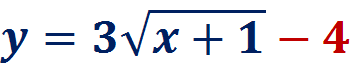 y = 3√(x + 1) − 4